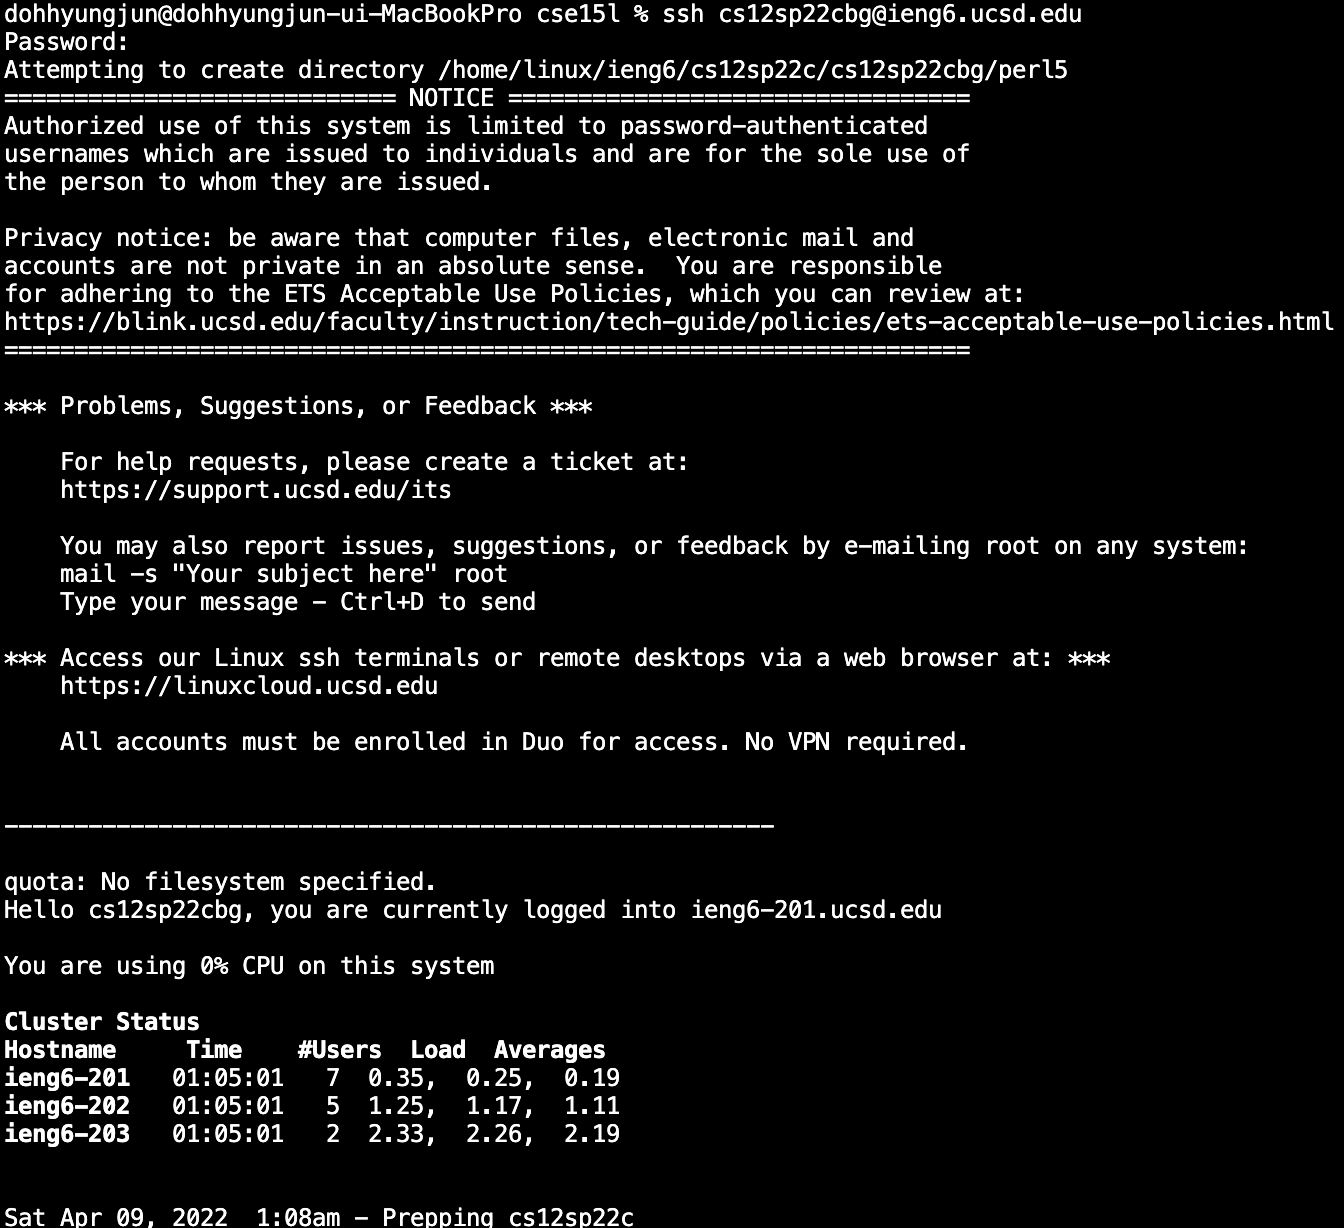 dohhyungjun@dohhyungjun-ui-MacBookPro cse15l % ssh cs12sp22cbg@ieng6.ucsd.edu
Password:
Attempting to create directory /home/linux/ieng6/cs12sp22c/cs12sp22cbg/perl5
============================ NOTICE =================================
Authorized use of this system is limited to password-authenticated
usernames which are issued to individuals and are for the sole use of
the person to whom they are issued.

Privacy notice: be aware that computer files, electronic mail and
accounts are not private in an absolute sense.  You are responsible
for adhering to the ETS Acceptable Use Policies, which you can review at:
https://blink.ucsd.edu/faculty/instruction/tech-guide/policies/ets-acceptable-use-policies.html
=====================================================================

*** Problems, Suggestions, or Feedback ***

    For help requests, please create a ticket at:
    https://support.ucsd.edu/its

    You may also report issues, suggestions, or feedback by e-mailing root on any system:
    mail -s "Your subject here" root
    Type your message - Ctrl+D to send

*** Access our Linux ssh terminals or remote desktops via a web browser at: ***
    https://linuxcloud.ucsd.edu

    All accounts must be enrolled in Duo for access. No VPN required.


-------------------------------------------------------

quota: No filesystem specified.
Hello cs12sp22cbg, you are currently logged into ieng6-201.ucsd.edu

You are using 0% CPU on this system

Cluster Status
Hostname     Time    #Users  Load  Averages
ieng6-201   01:05:01   7  0.35,  0.25,  0.19
ieng6-202   01:05:01   5  1.25,  1.17,  1.11
ieng6-203   01:05:01   2  2.33,  2.26,  2.19


Sat Apr 09, 2022  1:08am - Prepping cs12sp22c